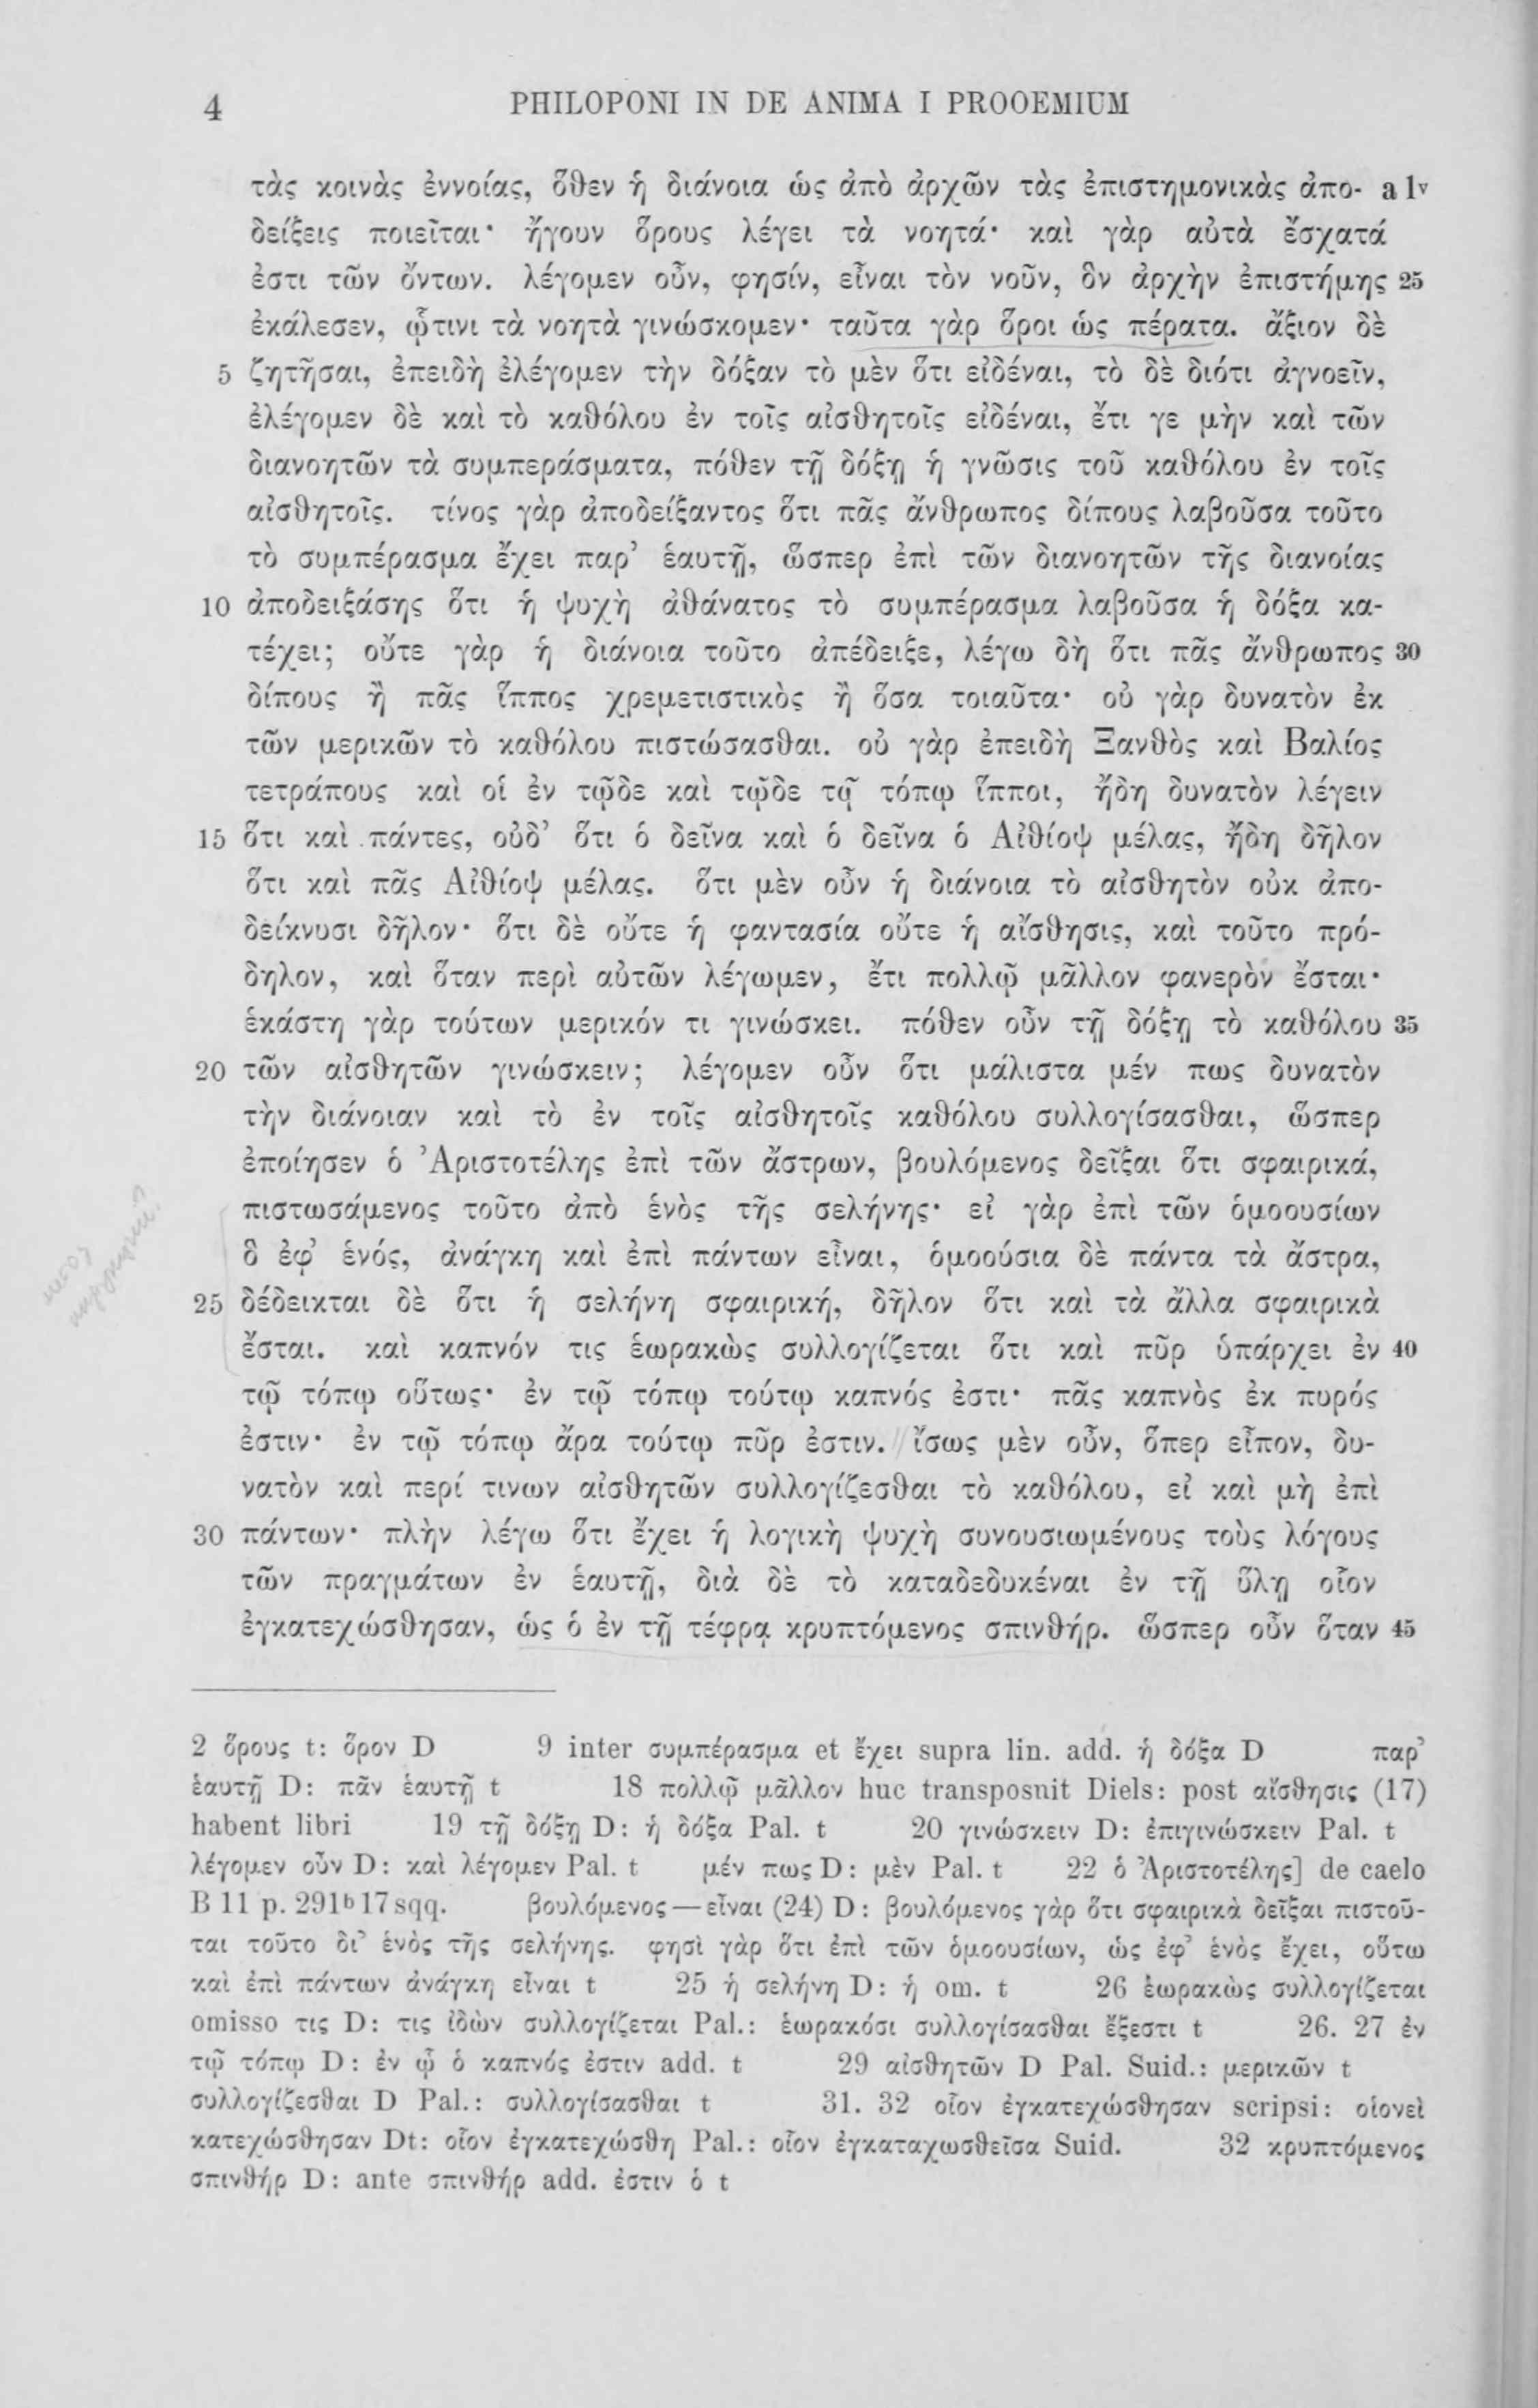 4 PHILOPONI IN DE ANIMA I PROOEMIUM
τὰς κοινὰς ἐννοίας, ὅθεν ἡ διάνοια ὡς ἀπὸ ἀρχῶν τὰς ἐπιστημονικὰς ἀπο- a 1v
δείξεις ποιεῖται· ἤγουν ὅρους λέγει τὰ νοητά· καὶ γὰρ αὐτὰ ἔσχατά
ἐστι τῶν ὄντων. λέγομεν οὖν, φησίν, εἶναι τὸν νοῦν, ὃν ἀρχὴν ἐπιστήμης 25
ἐκάλεσεν, ᾧτινι τὰ νοητὰ γινώσκομεν· ταῦτα γὰρ ὅροι ὡς πέρατα. ἄξιον δὲ
5 ζητῆσαι, ἐπειδὴ ἐλέγομεν τὴν δόξαν τὸ μὲν ὅτι εἰδέναι, τὸ δὲ διότι ἀγνοεῖν,
ἐλέγομεν δὲ καὶ τὸ καθόλου ἐν τοῖς αἰσθητοῖς εἰδέναι, ἔτι γε μὴν καὶ τῶν
διανοητῶν τὰ συμπεράσματα, πόθεν τῇ δόξῃ ἡ γνῶσις τοῦ καθόλου ἐν τοῖς
αἰσθητοῖς. τίνος γὰρ ἀποδείξαντος ὅτι πᾶς ἄνθρωπος δίπους λαβοῦσα τοῦτο
τὸ συμπέρασμα ἔχει παρ’ ἑαυτῇ, ὥσπερ ἐπὶ τῶν διανοητῶν τῆς διανοίας
10 ἀποδειξάσης ὅτι ἡ ψυχὴ ἀθάνατος τὸ συμπέρασμα λαβοῦσα ἡ δόξα κα-
τέχει; οὔτε γὰρ ἡ διάνοια τοῦτο ἀπέδειξε, λέγω δὴ ὅτι πᾶς ἄνθρωπος 30
δίπους ἢ πᾶς ἵππος χρεμετιστικὸς ἢ ὅσα τοιαῦτα· οὐ γὰρ δυνατὸν ἐκ
τῶν μερικῶν τὸ καθόλου πιστώσασθαι. οὐ γὰρ ἐπειδὴ Ξανθὸς καὶ Βαλίος
τετράπους καὶ οἱ ἐν τῷδε καὶ τῷδε τῷ τόπῳ ἵπποι, ἤδη δυνατὸν λέγειν
15 ὅτι καὶ πάντες, οὐδ’ ὅτι ὁ δεῖνα καὶ ὁ δεῖνα ὁ Αἰθίοψ μέλας, ἤδη δῆλον
ὅτι καὶ πᾶς Αἰθίοψ μέλας. ὅτι μὲν οὖν ἡ διάνοια τὸ αἰσθητὸν οὐκ ἀπο-
δείκνυσι δῆλον· ὅτι δὲ οὔτε ἡ φαντασία οὔτε ἡ αἴσθησις, καὶ τοῦτο πρό-
δηλον, καὶ ὅταν περὶ αὐτῶν λέγωμεν, ἔτι πολλῷ μᾶλλον φανερὸν ἔσται·
ἑκάστη γὰρ τούτων μερικόν τι γινώσκει. πόθεν οὖν τῇ δόξῃ τὸ καθόλου 35
20 τῶν αἰσθητῶν γινώσκειν; λέγομεν οὖν ὅτι μάλιστα μέν πως δυνατὸν
τὴν διάνοιαν καὶ τὸ ἐν τοῖς αἰσθητοῖς καθόλου συλλογίσασθαι, ὥσπερ
ἐποίησεν ὁ Ἀριστοτέλης ἐπὶ τῶν ἄστρων, βουλόμενος δεῖξαι ὅτι σφαιρικά,
πιστωσάμενος τοῦτο ἀπὸ ἑνὸς τῆς σελήνης· εἰ γὰρ ἐπὶ τῶν ὁμοουσίων
ὃ ἐφ’ ἑνός, ἀνάγκη καὶ ἐπὶ πάντων εἶναι, ὁμοούσια δὲ πάντα τὰ ἄστρα,
25 δέδεικται δὲ ὅτι ἡ σελήνη σφαιρική, δῆλον ὅτι καὶ τὰ ἄλλα σφαιρικὰ
ἔσται. καὶ καπνόν τις ἑωρακὼς συλλογίζεται ὅτι καὶ πῦρ ὑπάρχει ἐν 40
τῷ τόπῳ οὕτως· ἐν τῷ τόπῳ τούτῳ καπνός ἐστι· πᾶς καπνὸς ἐκ πυρός
ἐστιν· ἐν τῷ τόπῳ ἄρα τούτῳ πῦρ ἐστιν. ἴσως μὲν οὖν, ὅπερ εἶπον, δυ-
νατὸν καὶ περί τινων αἰσθητῶν συλλογίζεσθαι τὸ καθόλου, εἰ καὶ μὴ ἐπὶ
30 πάντων· πλὴν λέγω ὅτι ἔχει ἡ λογικὴ ψυχὴ συνουσιωμένους τοὺς λόγους
τῶν πραγμάτων ἐν ἑαυτῇ, διὰ δὲ τὸ καταδεδυκέναι ἐν τῇ ὕλῃ οἷον
ἐγκατεχώσθησαν, ὡς ὁ ἐν τῇ τέφρᾳ κρυπτόμενος σπινθήρ. ὥσπερ οὖν ὅταν 45
2 ὅρους t: ὅρον D 9 inter συμπέρασμα et ἔχει supra lin. add. ἡ δόξα D παρ’
ἑαυτῇ D: πᾶν ἑαυτῇ t 18 πολλῷ μᾶλλον huc transposuit Diels: post αἴσθησις (17)
habent libri 19 τῇ δόξῃ D: ἡ δόξα Pal. t 20 γινώσκειν D: ἐπιγινώσκειν Pal. t
λέγομεν οὖν D: καὶ λέγομεν Pal. t μέν πως D: μὲν Pal. t 22 ὁ Ἀριστοτέλης] de caelo
B 11 p. 291b 17 sqq. βουλόμενος — εἶναι (24) D: βουλόμενος γὰρ ὅτι σφαιρικὰ δεῖξαι πιστοῦ-
ται τοῦτο δι’ ἑνὸς τῆς σελήνης. φησὶ γὰρ ὅτι ἐπὶ τῶν ὁμοουσίων, ὡς ἐφ’ ἑνὸς ἔχει, οὕτω
καὶ ἐπὶ πάντων ἀνάγκη εἶναι t 25 ἡ σελήνη D: ἡ om. t 26 ἑωρακὼς συλλογίζεται
omisso τις D: τις ἰδὼν συλλογίζεται Pal.: ἑωρακόσι συλλογίσασθαι ἔξεστι t 26. 27 ἐν
τῷ τόπῳ D: ἐν ᾧ ὁ καπνός ἐστιν add. t 29 αἰσθητῶν D Pal. Suid.: μερικῶν t
συλλογίζεσθαι D Pal.: συλλογίσασθαι t 31. 32 οἷον ἐγκατεχώσθησαν scripsi: οἱονεὶ
κατεχώσθησαν Dt: οἷον ἐγκατεχώσθη Pal.: οἷον ἐγκαταχωσθεῖσα Suid. 32 κρυπτόμενος
σπινθήρ D: ante σπινθήρ add. ἐστιν ὁ t